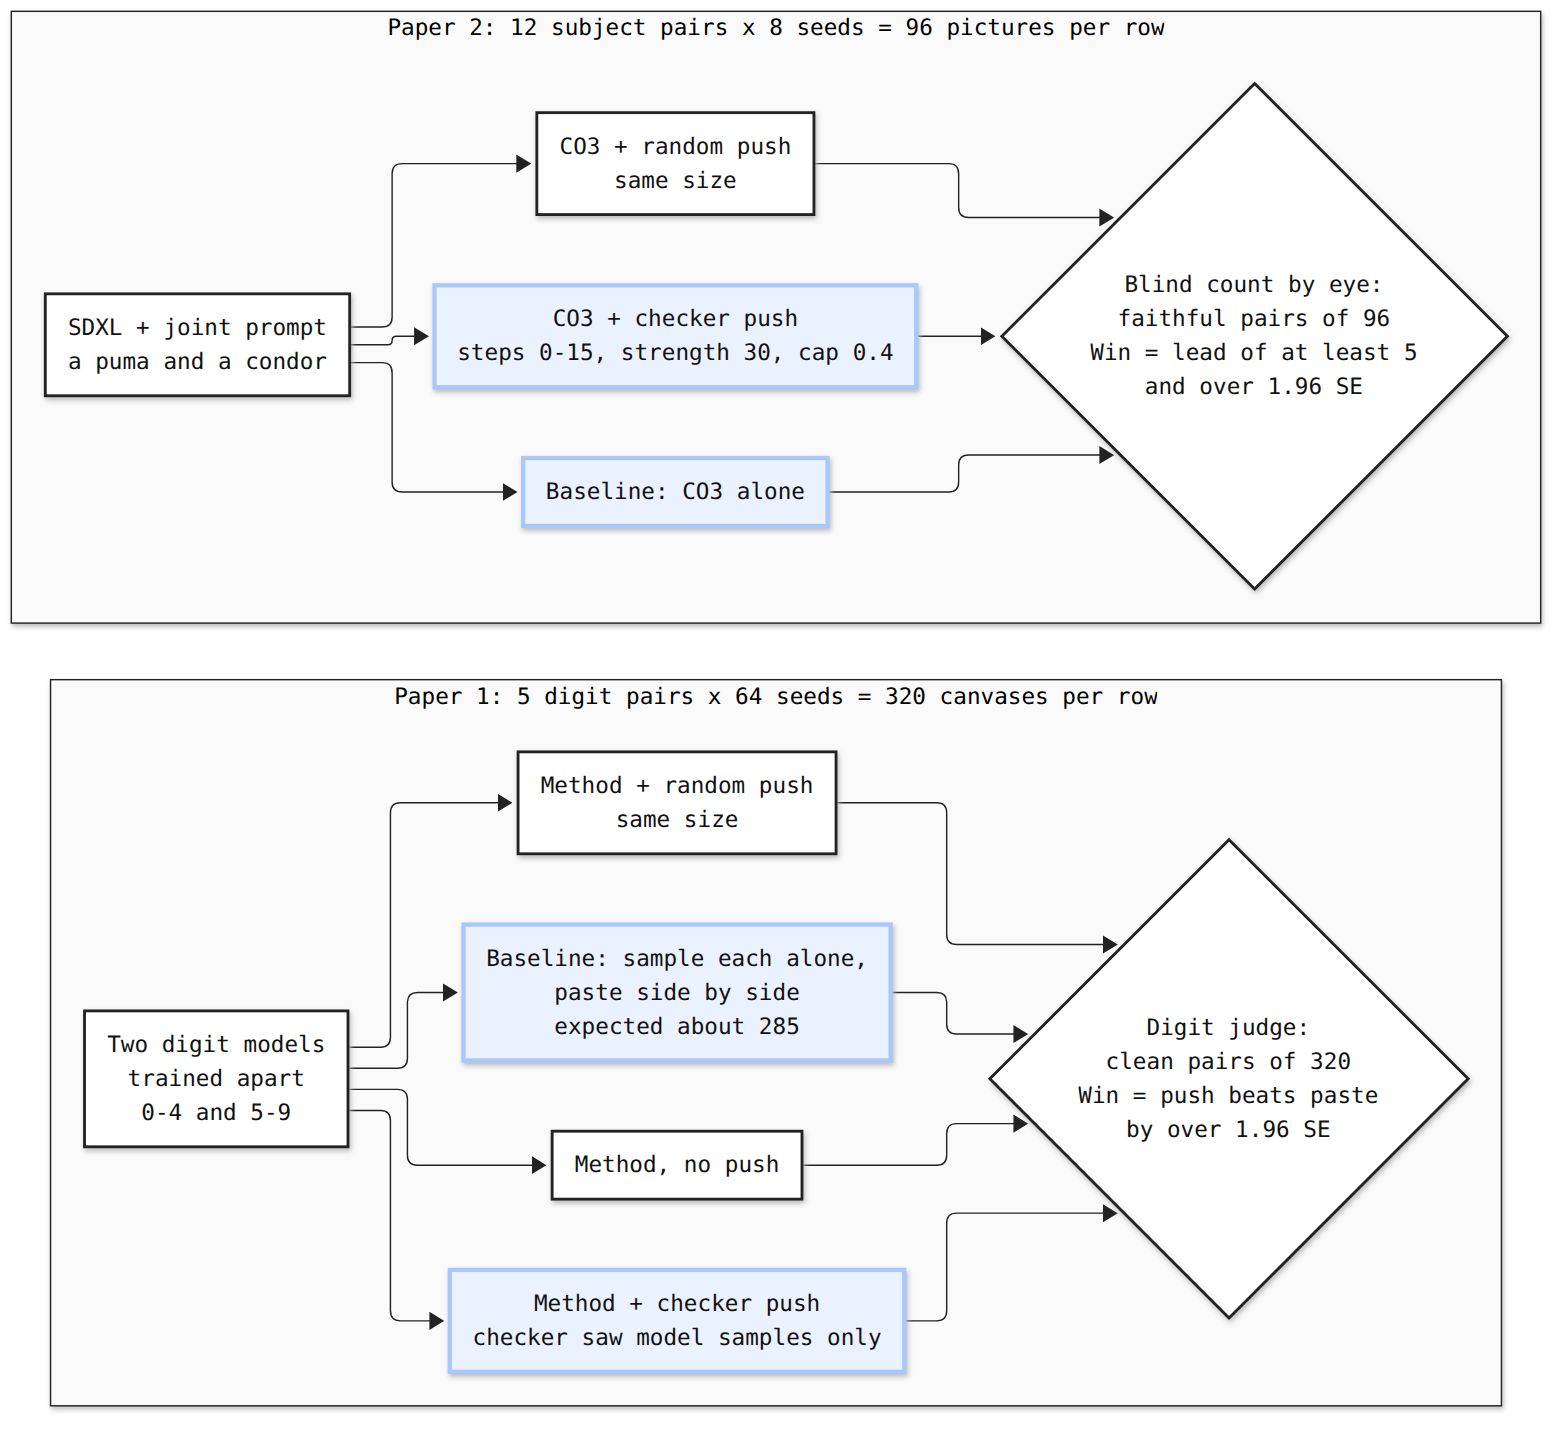 Paper 2: 12 subject pairs x 8 seeds = 96 pictures per row
CO3 + random push
same size
SDXL + joint prompt
a puma and a condor
CO3 + checker push
steps 0-15, strength 30, cap 0.4
Baseline: CO3 alone
Blind count by eye:
faithful pairs of 96
Win = lead of at least 5
and over 1.96 SE
Paper 1: 5 digit pairs x 64 seeds = 320 canvases per row
Method + random push
same size
Baseline: sample each alone,
paste side by side
expected about 285
Two digit models
trained apart
0-4 and 5-9
Method, no push
Method + checker push
checker saw model samples only
Digit judge:
clean pairs of 320
Win = push beats paste
by over 1.96 SE